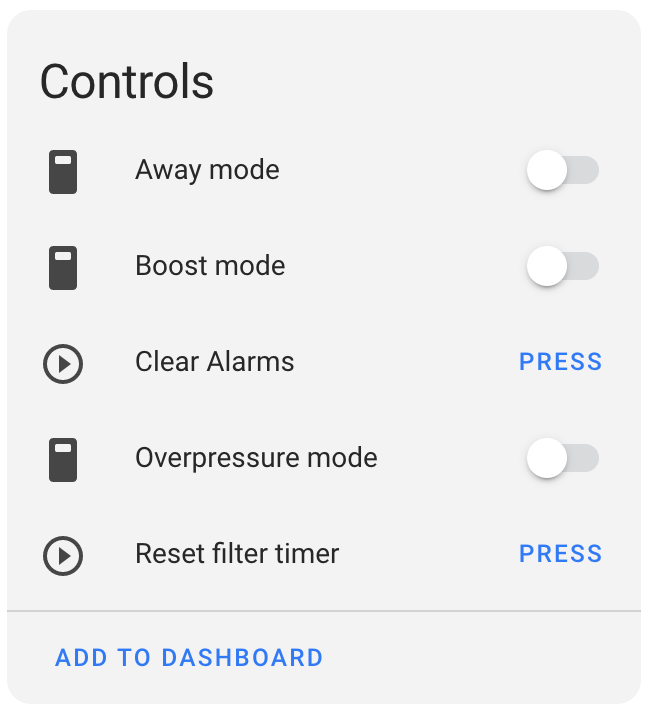 Controls
Away mode
Boost mode
Clear Alarms PRESS
Overpressure mode
Reset filter timer PRESS
ADD TO DASHBOARD